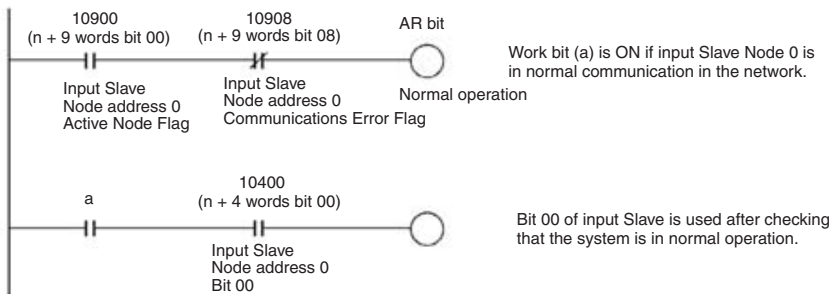 10900
(n + 9 words bit 00)
10908
(n + 9 words bit 08)
AR bit
Input Slave
Node address 0
Active Node Flag
Input Slave
Node address 0
Communications Error Flag
Normal operation
Work bit (a) is ON if input Slave Node 0 is
in normal communication in the network.
a
10400
(n + 4 words bit 00)
Input Slave
Node address 0
Bit 00
Bit 00 of input Slave is used after checking
that the system is in normal operation.